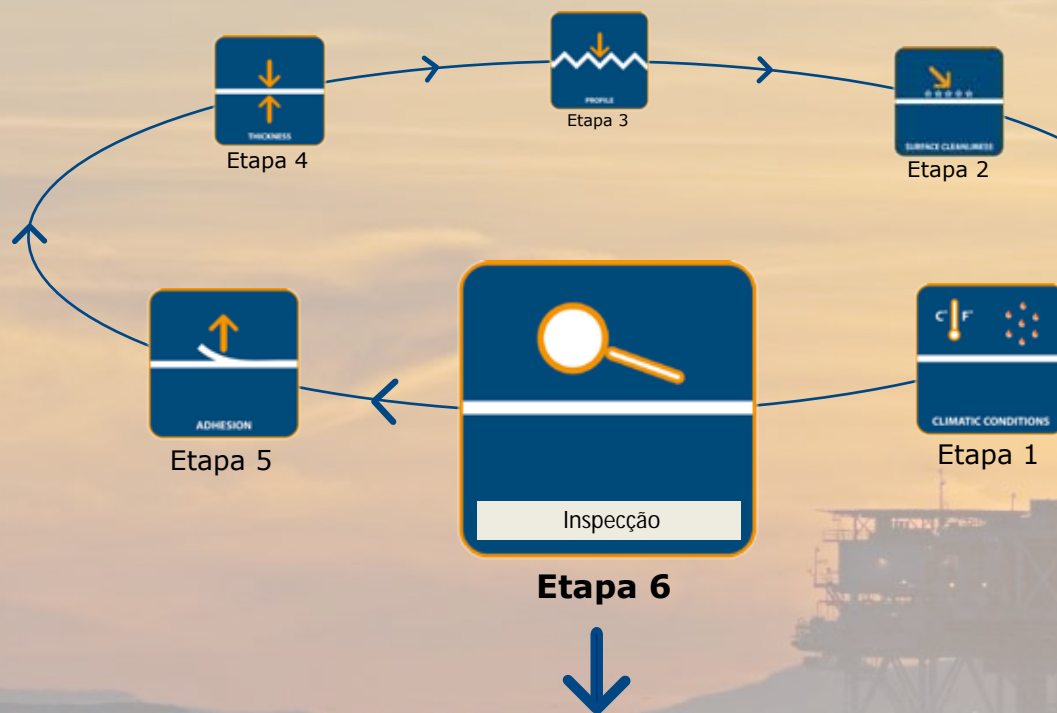 PROFILE
Etapa 3
THICKNESS
Etapa 4
SURFACE CLEANLINESS
Etapa 2
C° F°
CLIMATIC CONDITIONS
Etapa 1
ADHESION
Etapa 5
Inspecção
Etapa 6